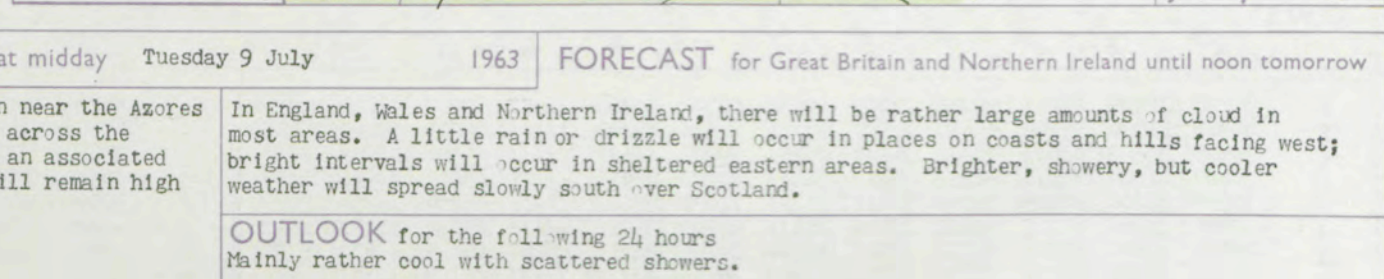 at midday Tuesday 9 July 1963 FORECAST for Great Britain and Northern Ireland until noon tomorrow
near the Azores
across the
an associated
will remain high
In England, Wales and Northern Ireland, there will be rather large amounts of cloud in
most areas. A little rain or drizzle will occur in places on coasts and hills facing west;
bright intervals will occur in sheltered eastern areas. Brighter, showery, but cooler
weather will spread slowly south over Scotland.
OUTLOOK for the following 24 hours
Mainly rather cool with scattered showers.